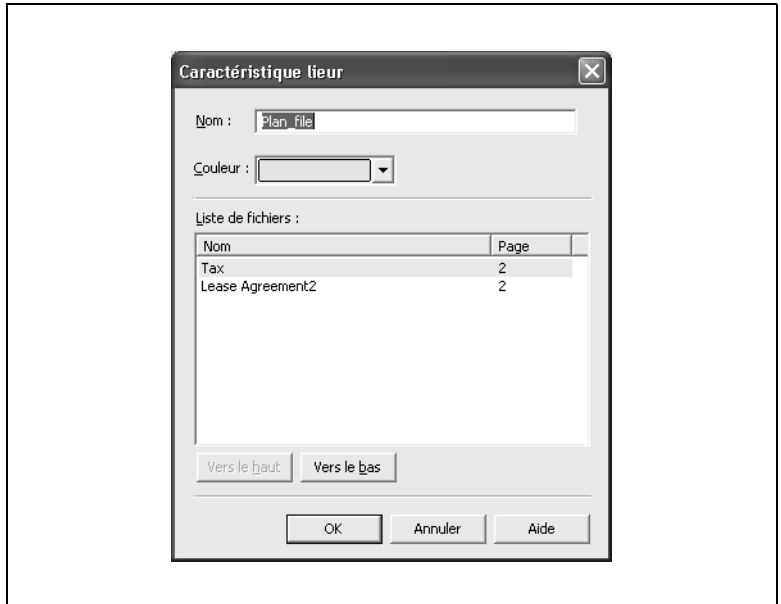 Caractéristique lieur
Nom : Plan_file
Couleur :
Liste de fichiers :
Nom Page
Tax 2
Lease Agreement2 2
Vers le haut Vers le bas
OK Annuler Aide